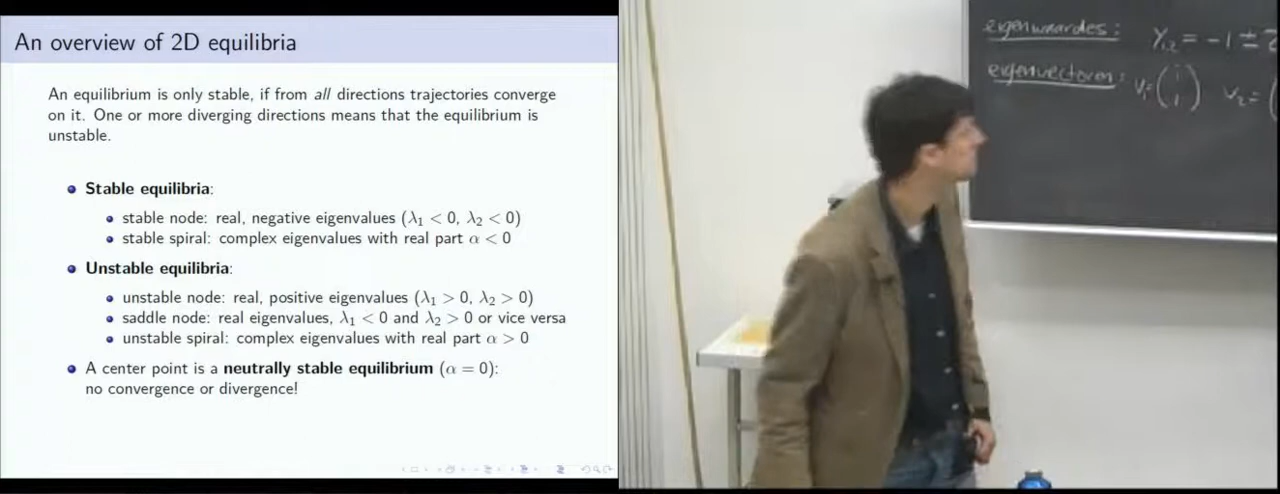 An overview of 2D equilibria
An equilibrium is only stable, if from all directions trajectories converge
on it. One or more diverging directions means that the equilibrium is
unstable.
Stable equilibria:
stable node: real, negative eigenvalues (λ₁ < 0, λ₂ < 0)
stable spiral: complex eigenvalues with real part α < 0
Unstable equilibria:
unstable node: real, positive eigenvalues (λ₁ > 0, λ₂ > 0)
saddle node: real eigenvalues, λ₁ < 0 and λ₂ > 0 or vice versa
unstable spiral: complex eigenvalues with real part α > 0
A center point is a neutrally stable equilibrium (α = 0):
no convergence or divergence!
eigenwaardes:
eigenvectoren: